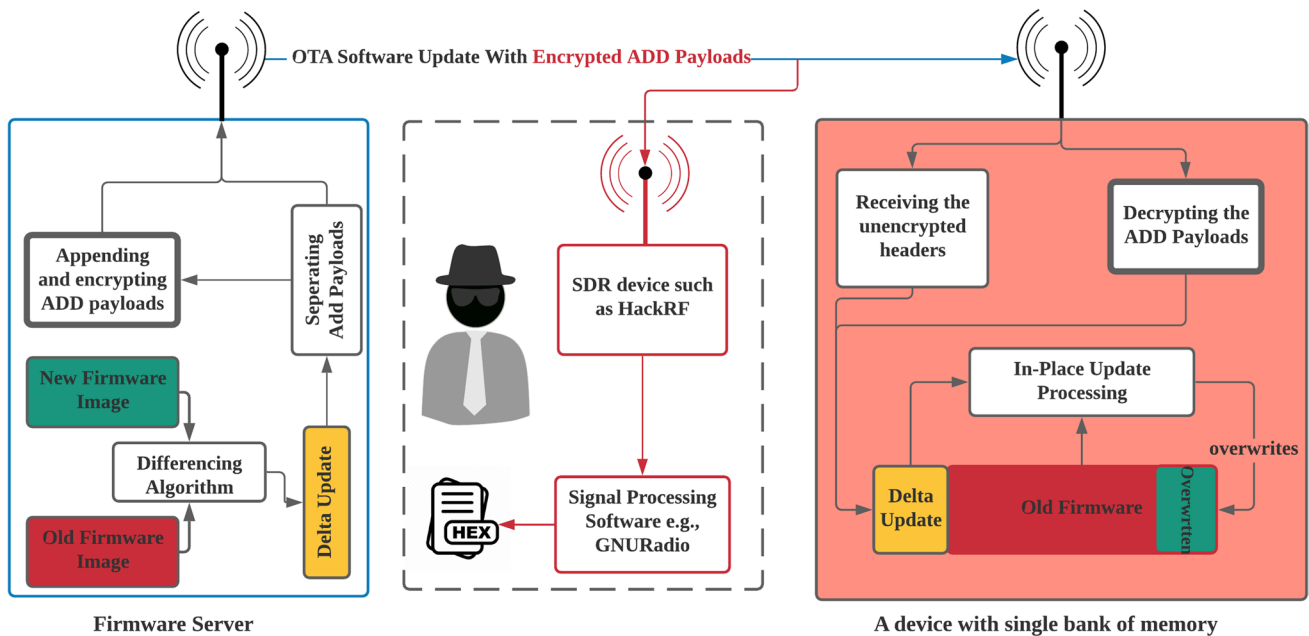 OTA Software Update With Encrypted ADD Payloads
Appending
and encrypting
ADD payloads
Seperating
Add Payloads
New Firmware
Image
Differencing
Algorithm
Old Firmware
Image
Delta Update
Firmware Server
SDR device such
as HackRF
Signal Processing
Software e.g.,
GNURadio
HEX
Receiving the
unencrypted
headers
Decrypting the
ADD Payloads
In-Place Update
Processing
overwrites
Delta
Update
Old Firmware
Overwrtten
A device with single bank of memory